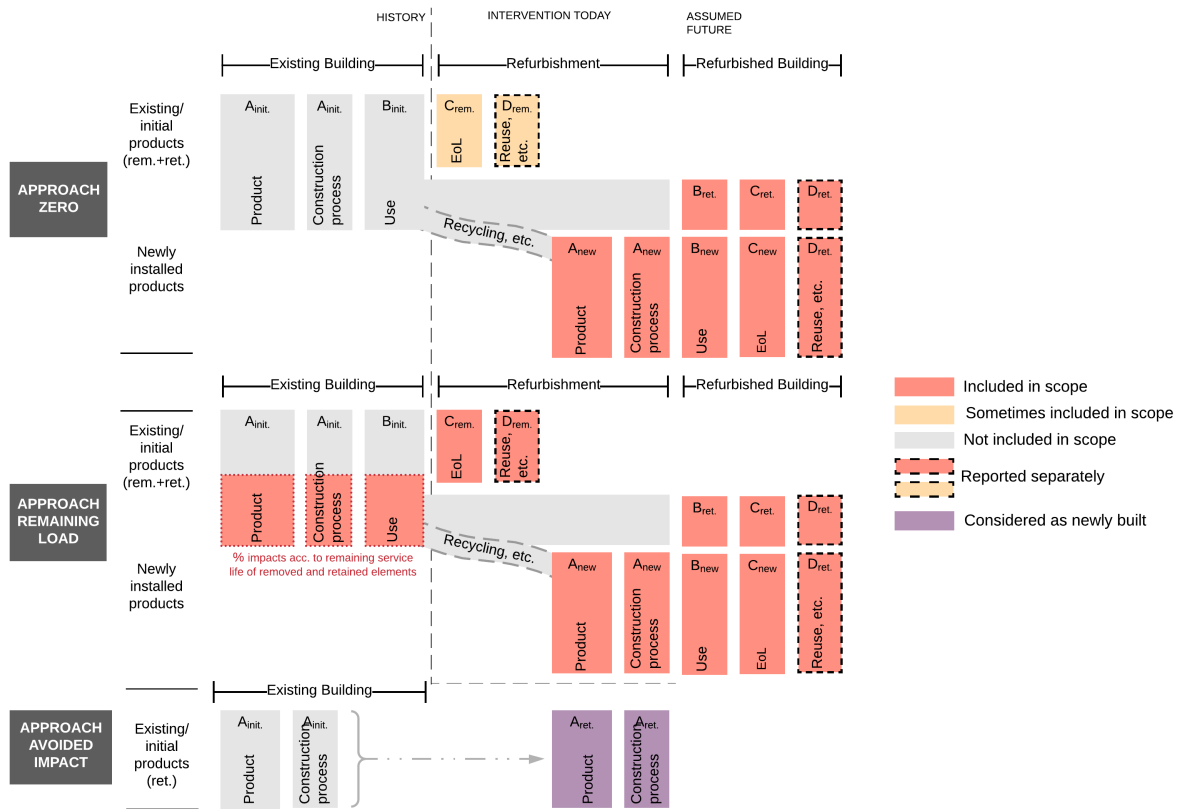 HISTORY
INTERVENTION TODAY
ASSUMED
FUTURE
Existing Building
Refurbishment
Refurbished Building
APPROACH
ZERO
Existing/
initial
products
(rem.+ret.)
Ainit.
Product
Ainit.
Construction
process
Binit.
Use
Crem.
EoL
Drem.
Reuse,
etc.
Bret.
Cret.
Dret.
Recycling, etc.
Newly
installed
products
Anew
Product
Anew
Construction
process
Bnew
Use
Cnew
EoL
Dret.
Reuse, etc.
Existing Building
Refurbishment
Refurbished Building
APPROACH
REMAINING
LOAD
Existing/
initial
products
(rem.+ret.)
Ainit.
Product
Ainit.
Construction
process
Binit.
Use
Crem.
EoL
Drem.
Reuse,
etc.
Bret.
Cret.
Dret.
Recycling, etc.
% impacts acc. to remaining service
life of removed and retained elements
Newly
installed
products
Anew
Product
Anew
Construction
process
Bnew
Use
Cnew
EoL
Dret.
Reuse, etc.
Existing Building
APPROACH
AVOIDED
IMPACT
Existing/
initial
products
(ret.)
Ainit.
Product
Ainit.
Construction
process
Aret.
Product
Aret.
Construction
process
Included in scope
Sometimes included in scope
Not included in scope
Reported separately
Considered as newly built